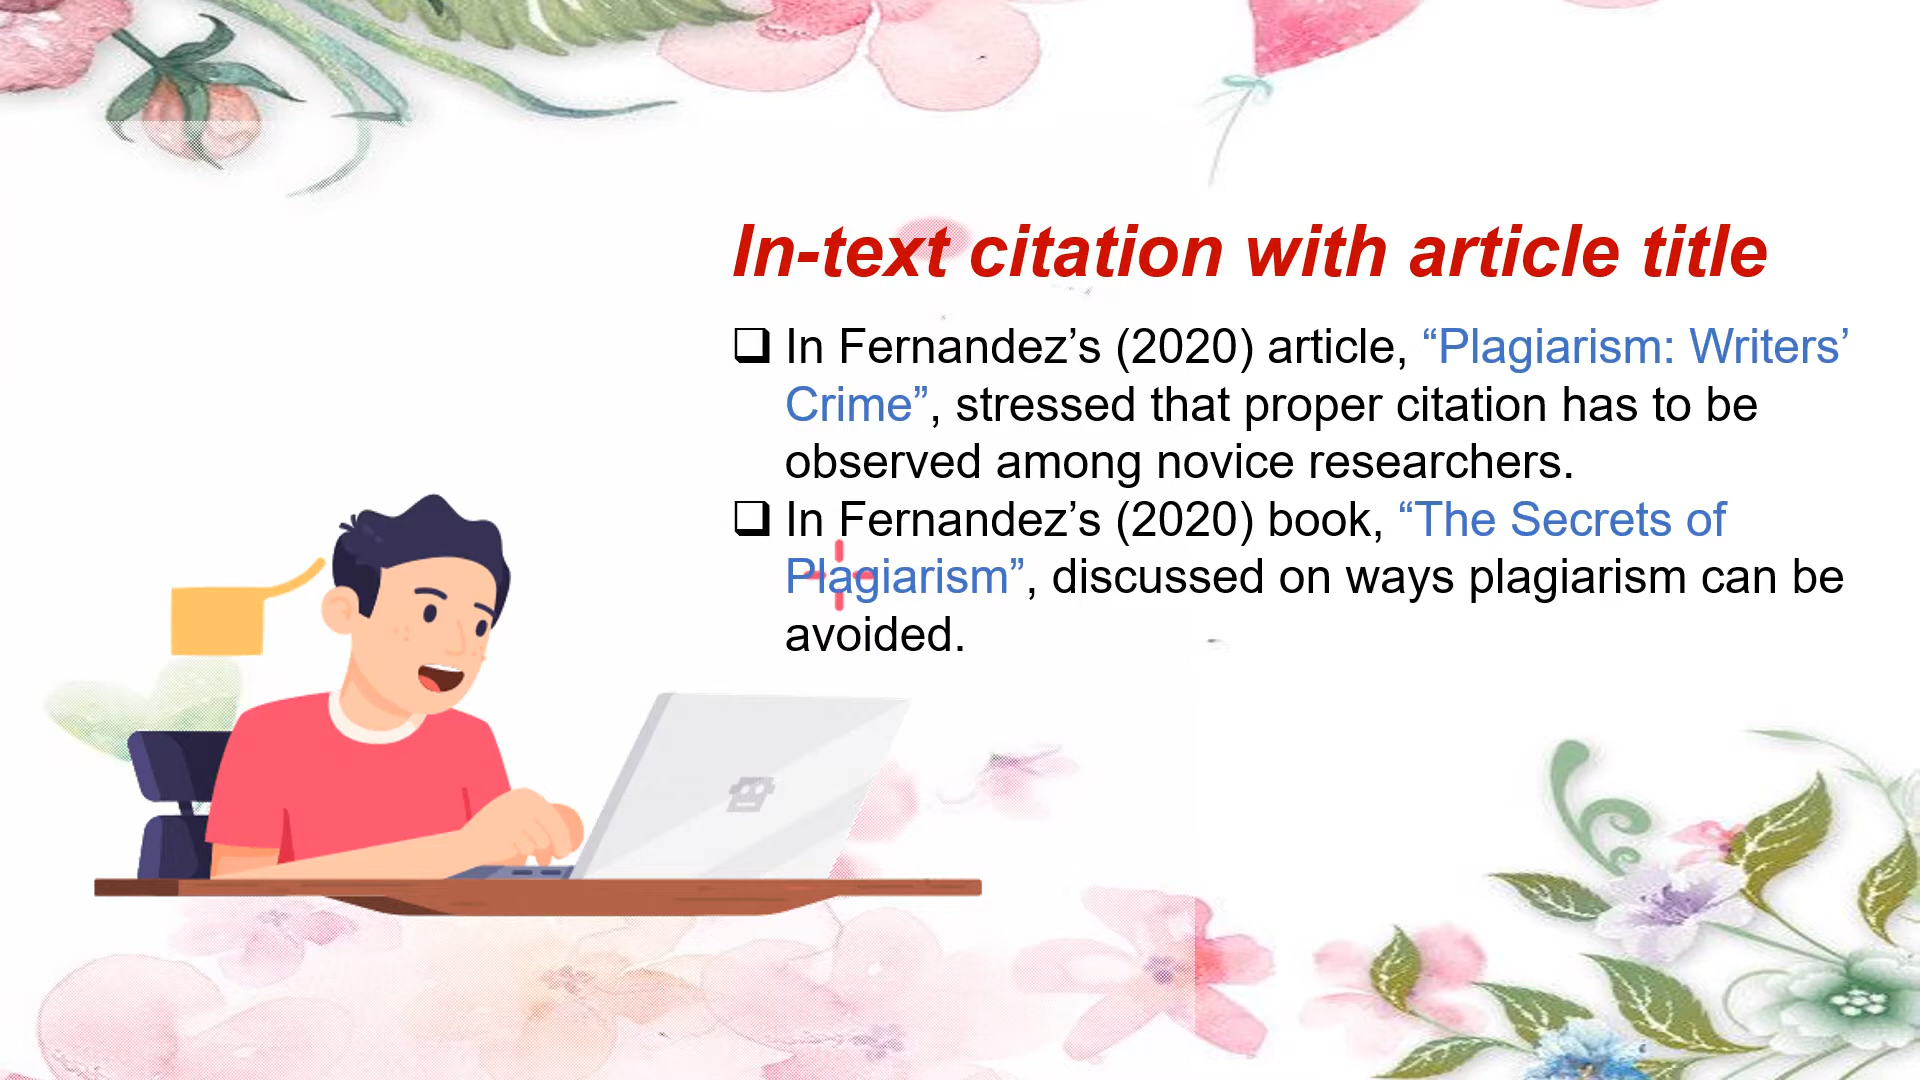 In-text citation with article title
❑ In Fernandez’s (2020) article, “Plagiarism: Writers’
Crime”, stressed that proper citation has to be
observed among novice researchers.
❑ In Fernandez’s (2020) book, “The Secrets of
Plagiarism”, discussed on ways plagiarism can be
avoided.